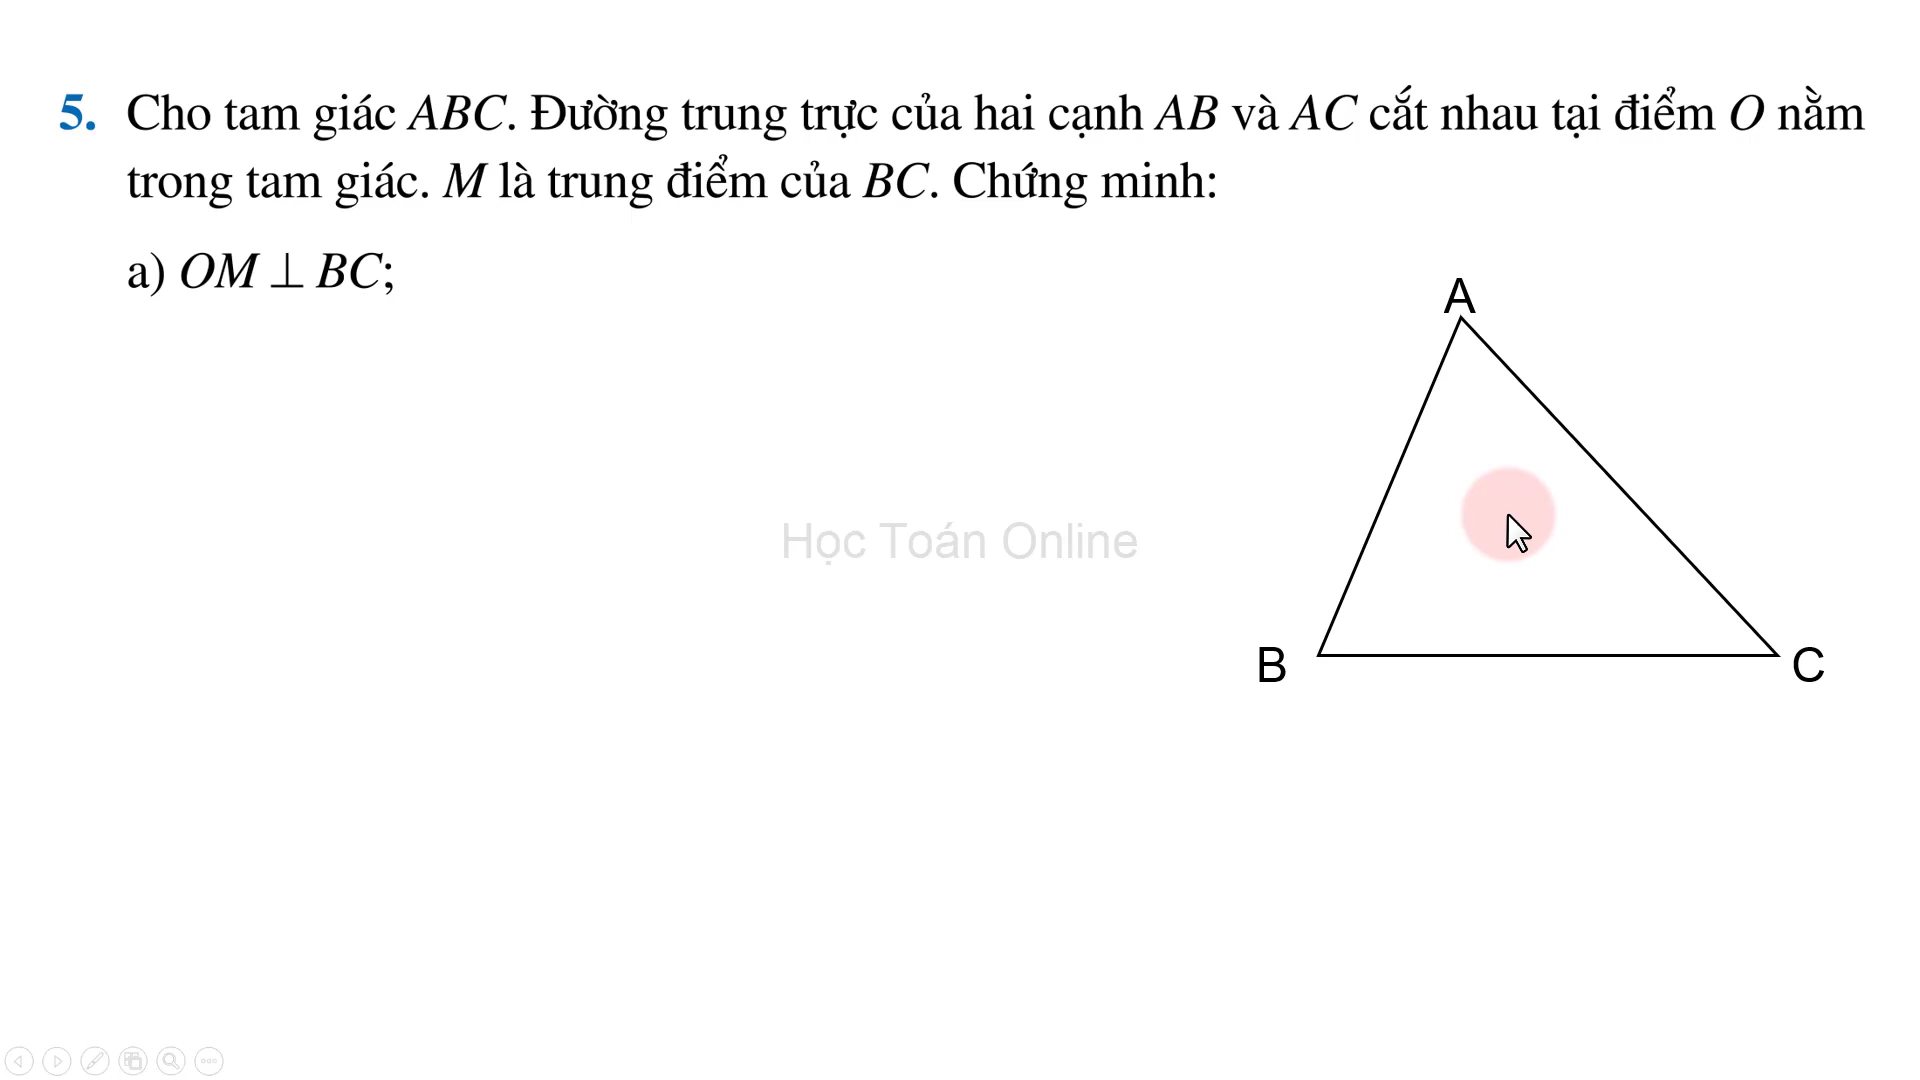 5. Cho tam giác ABC. Đường trung trực của hai cạnh AB và AC cắt nhau tại điểm O nằm
trong tam giác. M là trung điểm của BC. Chứng minh:
a) OM ⊥ BC;
A
Học Toán Online
B
C